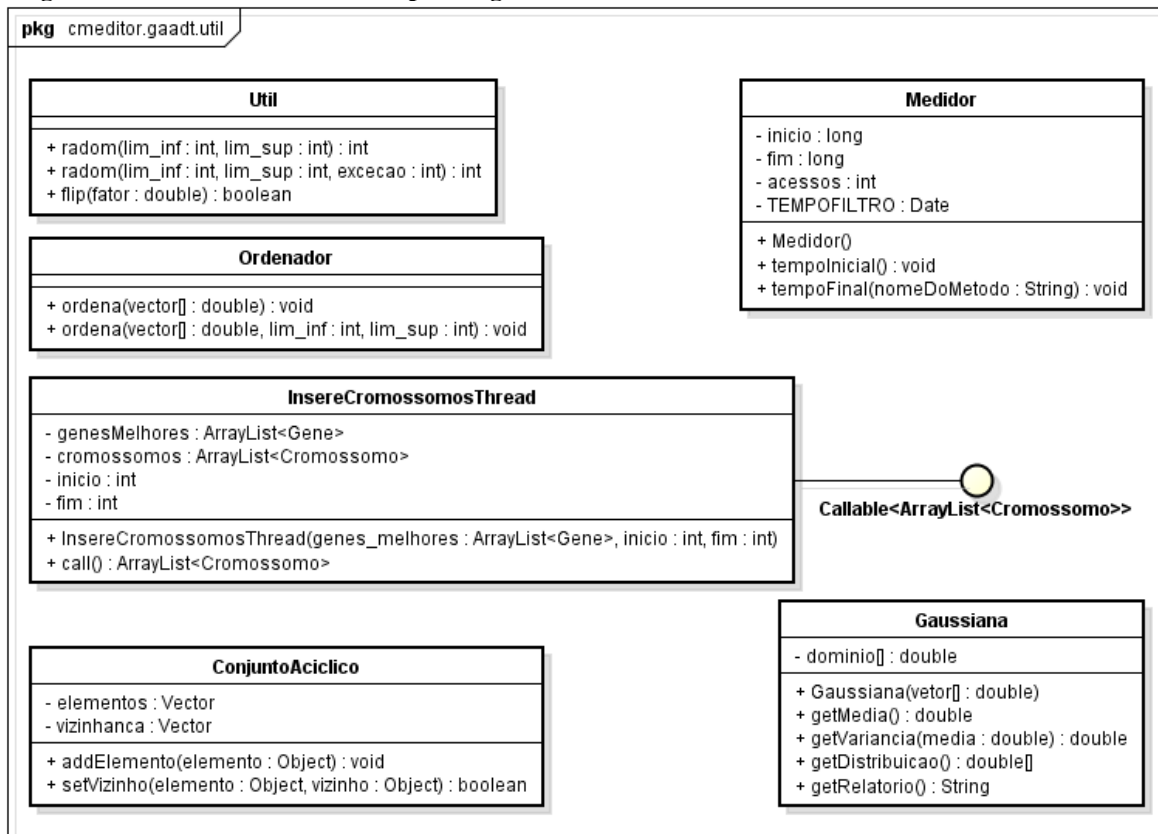 pkg cmeditor.gaadt.util
Util
+ radom(lim_inf : int, lim_sup : int) : int
+ radom(lim_inf : int, lim_sup : int, excecao : int) : int
+ flip(fator : double) : boolean
Medidor
- inicio : long
- fim : long
- acessos : int
- TEMPOFILTRO : Date
+ Medidor()
+ tempoInicial() : void
+ tempoFinal(nomeDoMetodo : String) : void
Ordenador
+ ordena(vector[] : double) : void
+ ordena(vector[] : double, lim_inf : int, lim_sup : int) : void
InsereCromossomosThread
- genesMelhores : ArrayList<Gene>
- cromossomos : ArrayList<Cromossomo>
- inicio : int
- fim : int
+ InsereCromossomosThread(genes_melhores : ArrayList<Gene>, inicio : int, fim : int)
+ call() : ArrayList<Cromossomo>
Callable<ArrayList<Cromossomo>>
ConjuntoAciclico
- elementos : Vector
- vizinhanca : Vector
+ addElemento(elemento : Object) : void
+ setVizinho(elemento : Object, vizinho : Object) : boolean
Gaussiana
- dominio[] : double
+ Gaussiana(vetor[] : double)
+ getMedia() : double
+ getVariancia(media : double) : double
+ getDistribuicao() : double[]
+ getRelatorio() : String